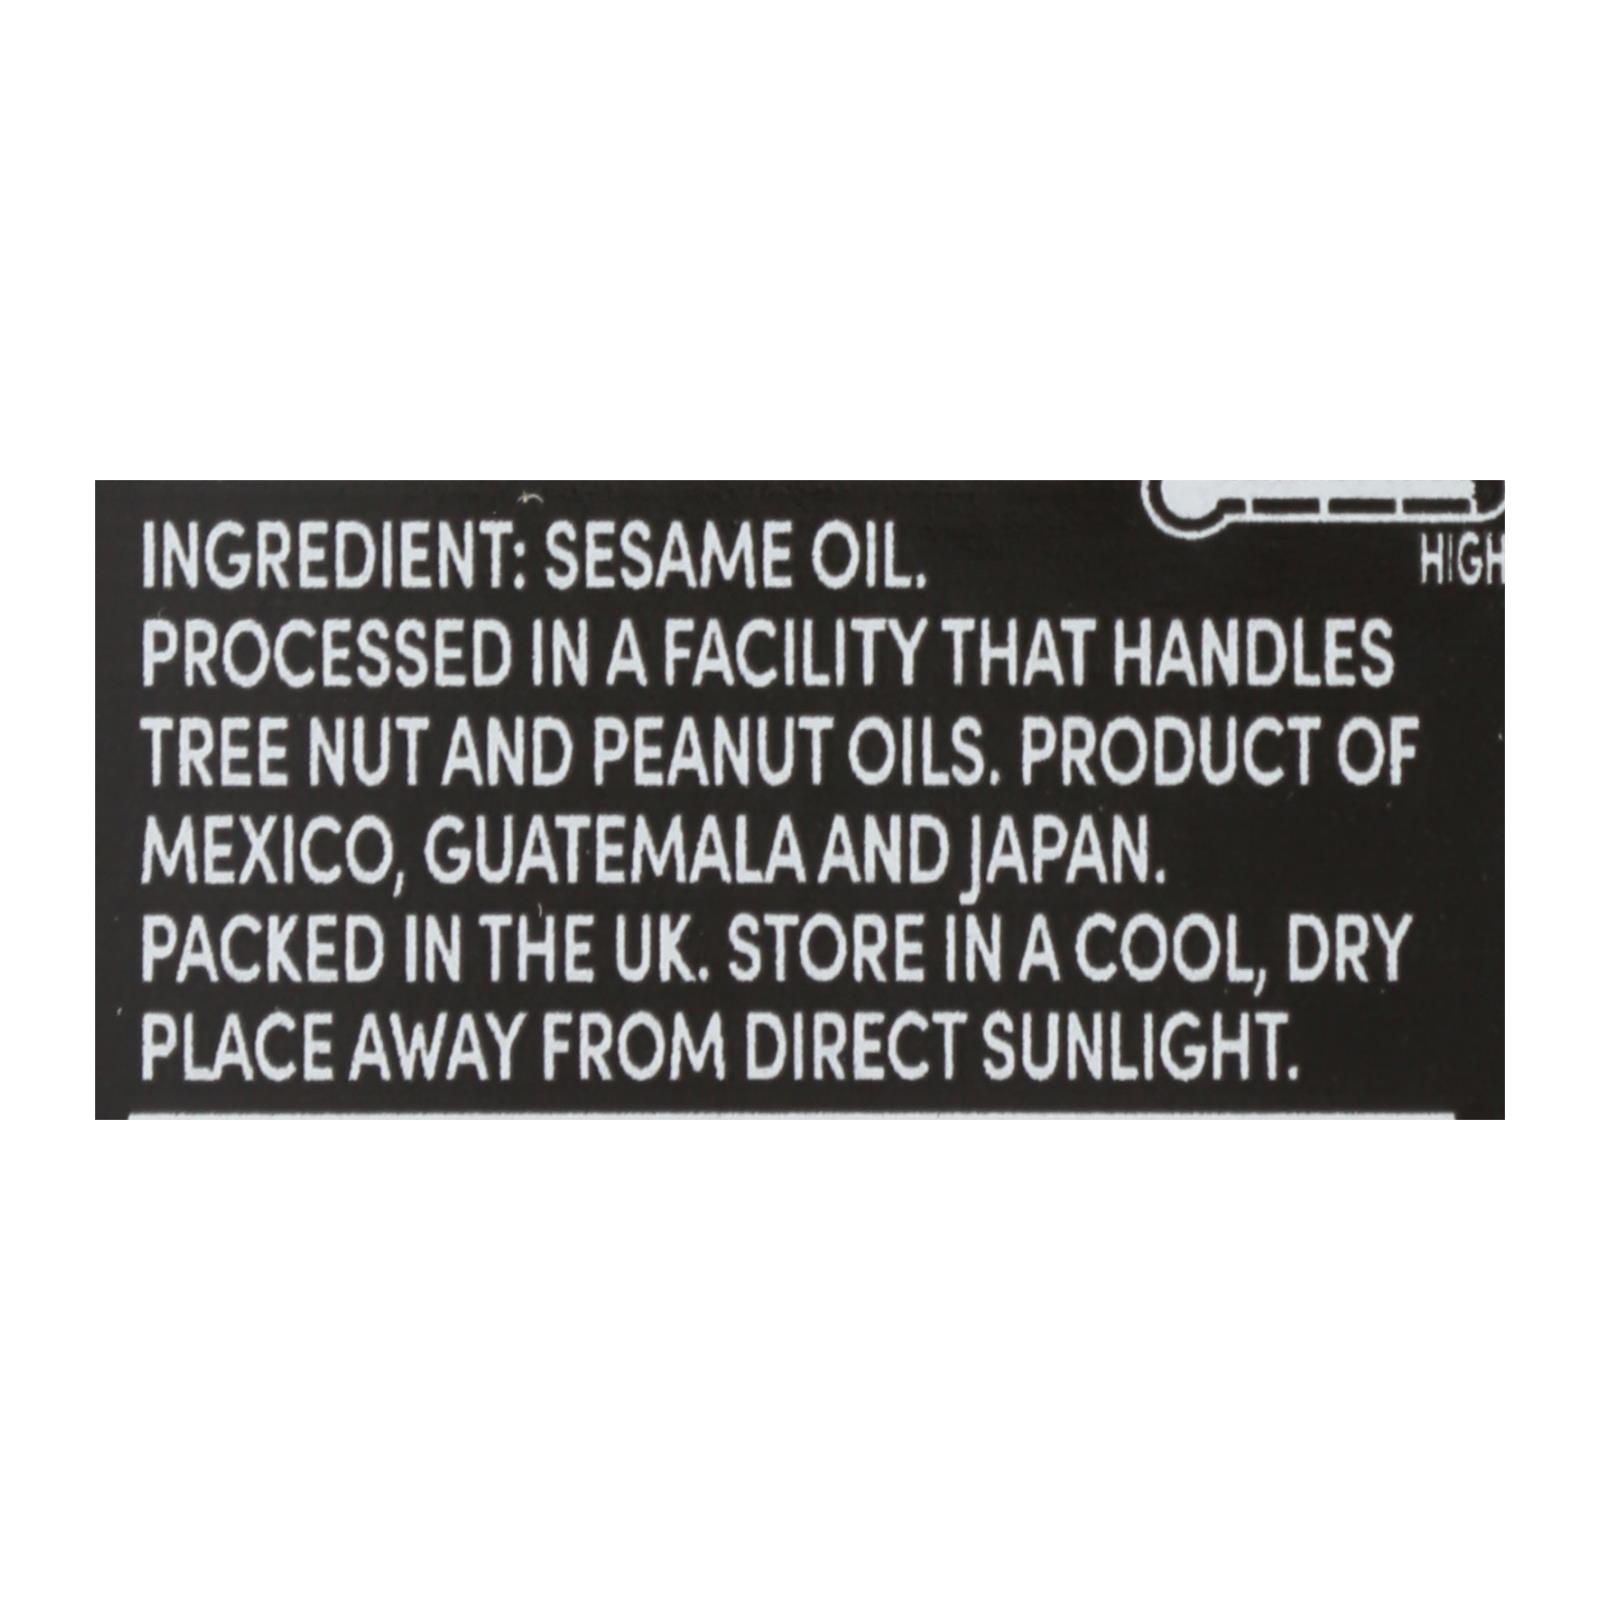 HIGH
INGREDIENT: SESAME OIL.
PROCESSED IN A FACILITY THAT HANDLES
TREE NUT AND PEANUT OILS. PRODUCT OF
MEXICO, GUATEMALA AND JAPAN.
PACKED IN THE UK. STORE IN A COOL, DRY
PLACE AWAY FROM DIRECT SUNLIGHT.